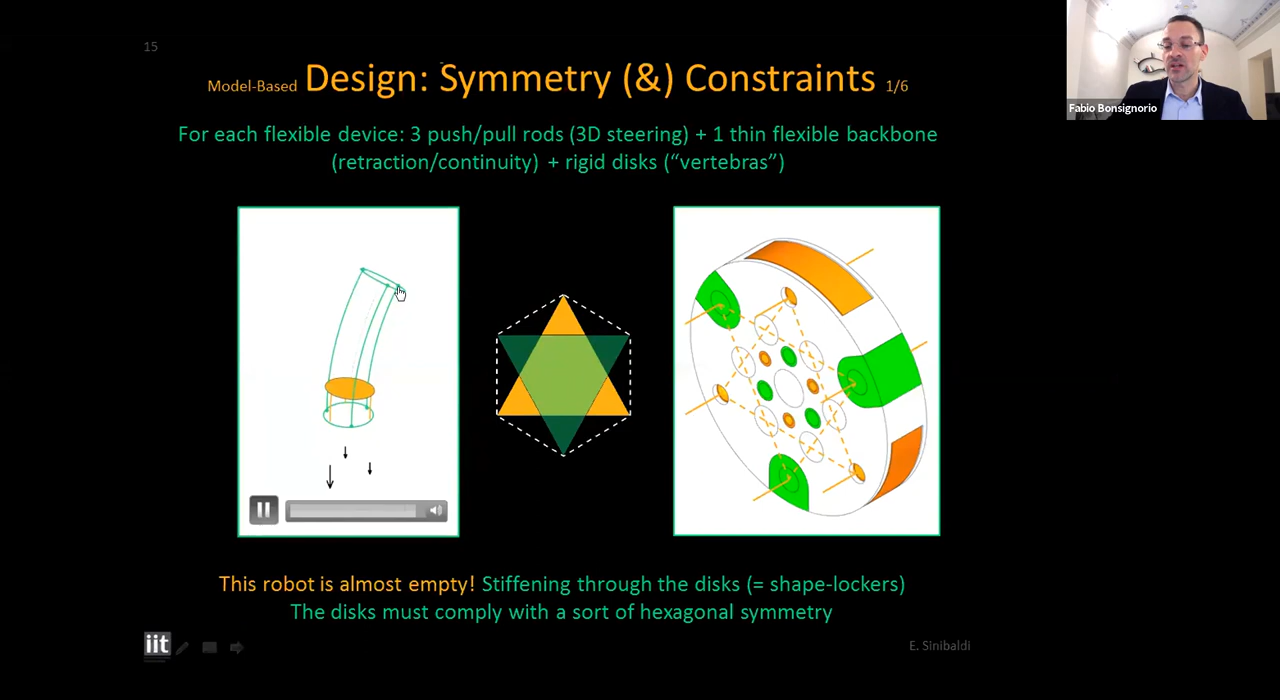 15
Model-Based Design: Symmetry (&) Constraints 1/6
Fabio Bonsignorio
For each flexible device: 3 push/pull rods (3D steering) + 1 thin flexible backbone
(retraction/continuity) + rigid disks (“vertebras”)
This robot is almost empty! Stiffening through the disks (= shape-lockers)
The disks must comply with a sort of hexagonal symmetry
iit
E. Sinibaldi